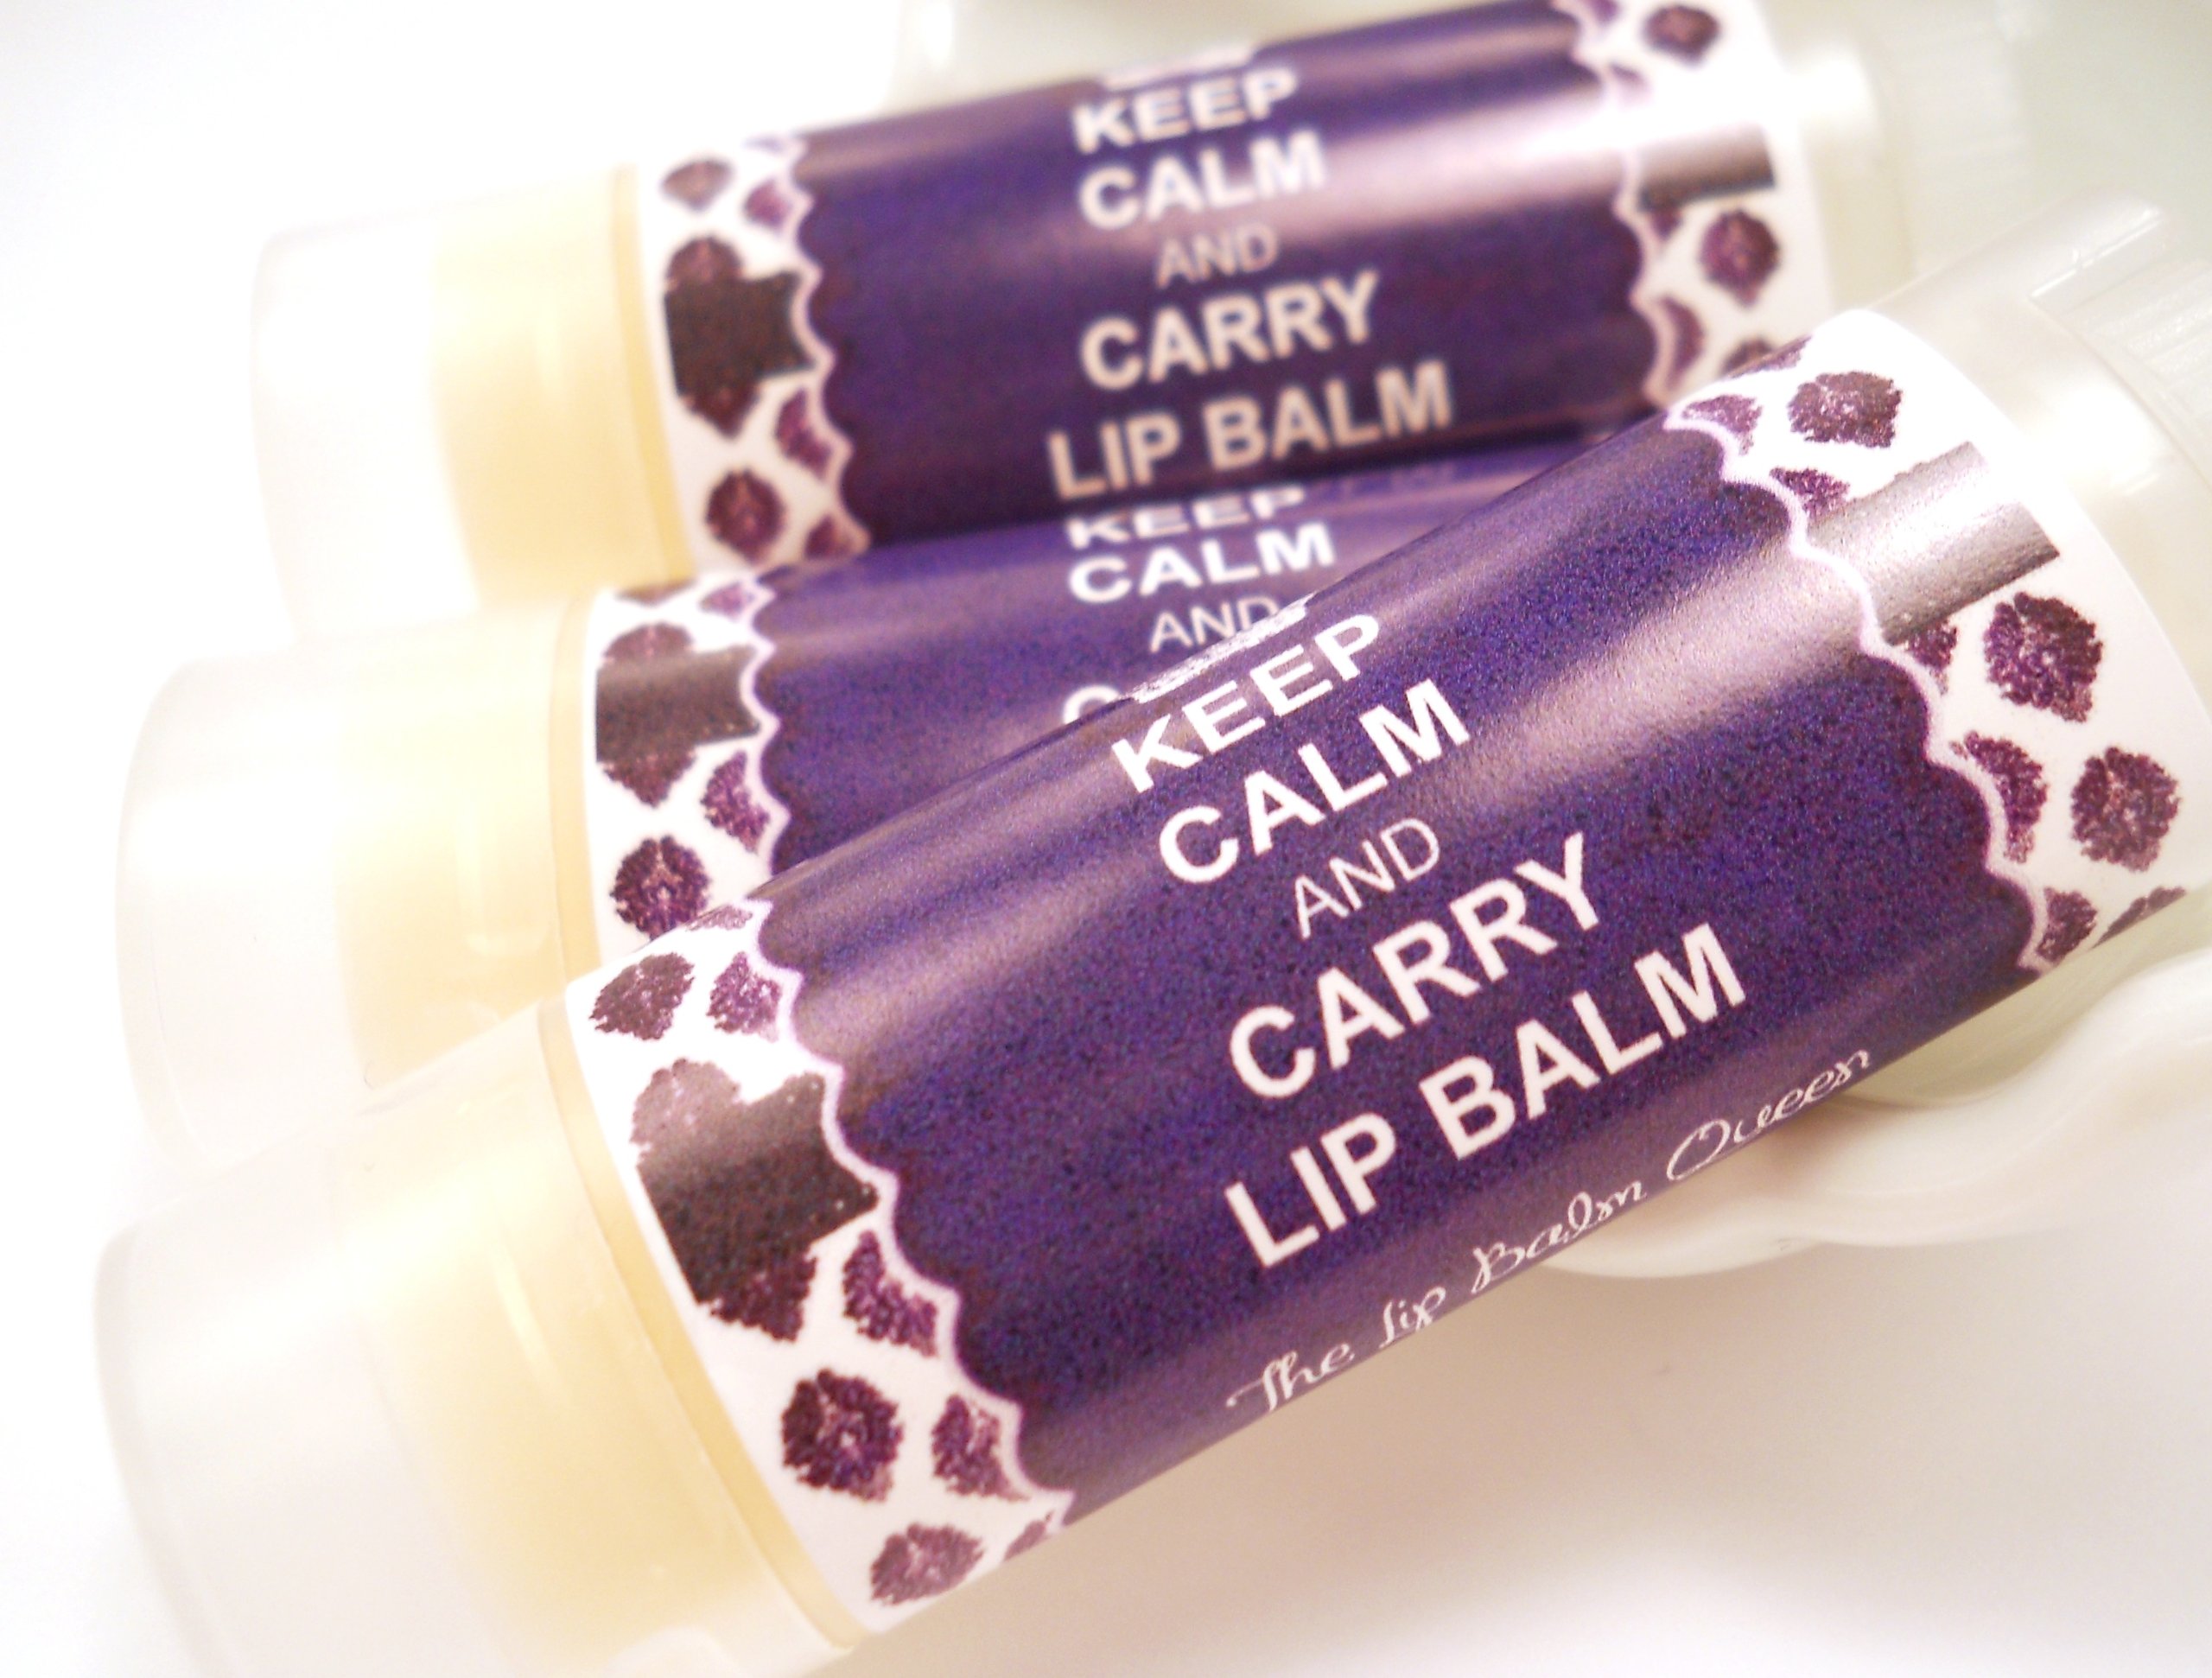 KEEP
CALM
AND
CARRY
LIP BALM
KEEP
CALM
AND
KEEP
CALM
AND
CARRY
LIP BALM
The Lip Balm Queen